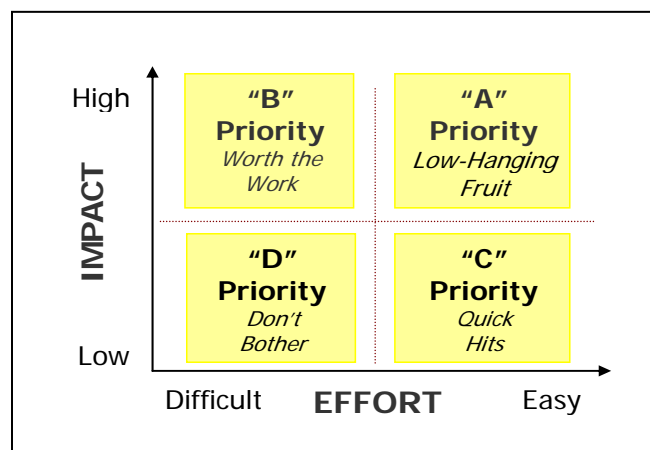 High
“B”
Priority
Worth the
Work
“A”
Priority
Low-Hanging
Fruit
IMPACT
“D”
Priority
Don’t
Bother
“C”
Priority
Quick
Hits
Low
Difficult
EFFORT
Easy